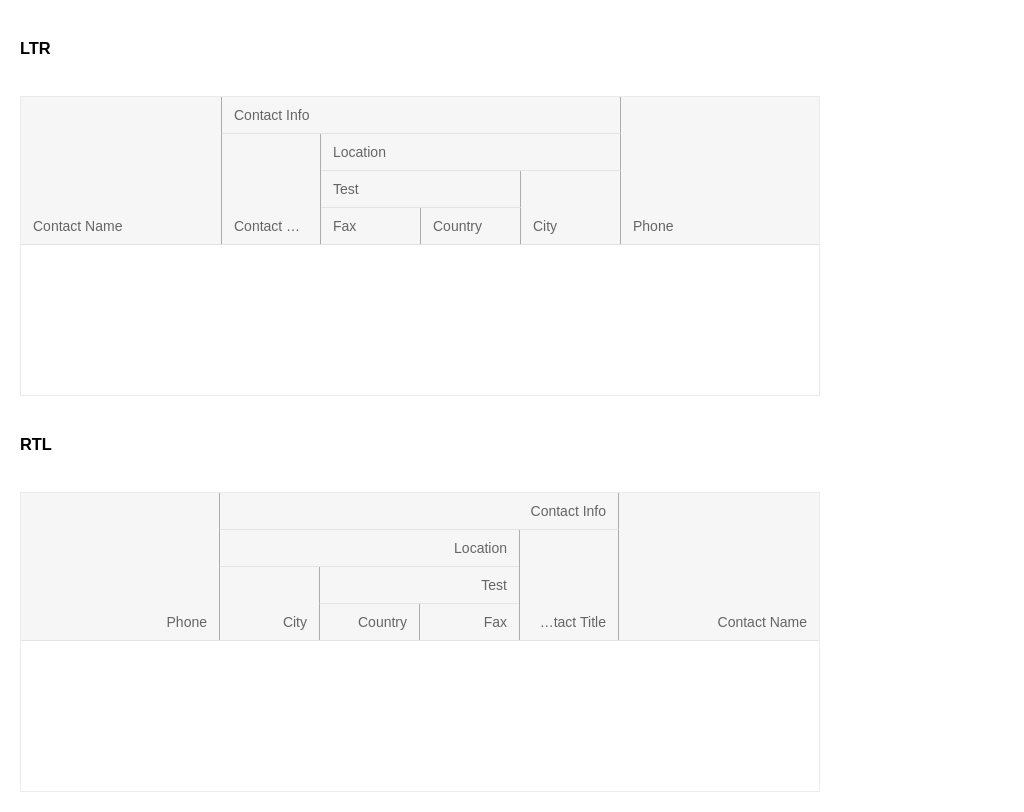 LTR
Contact Info
Location
Test
Contact Name
Contact …
Fax
Country
City
Phone
RTL
Contact Info
Location
Test
Phone
City
Country
Fax
…tact Title
Contact Name